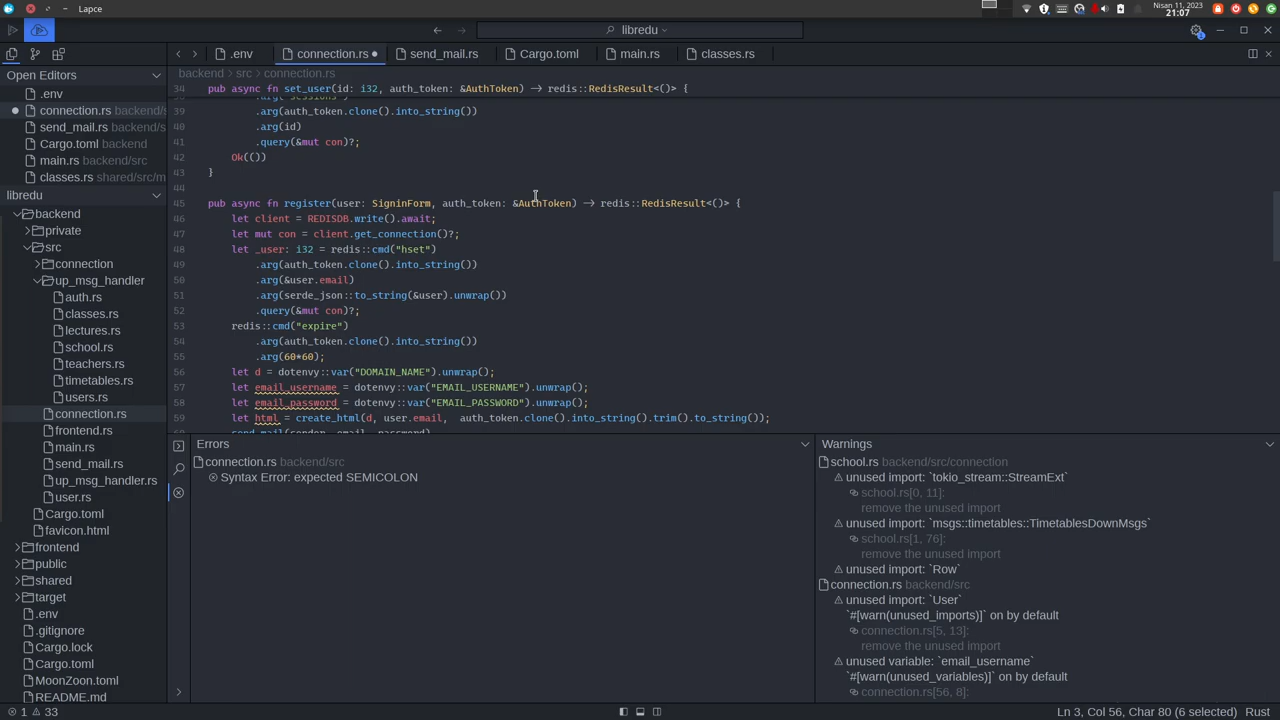 Lapce
Nisan 11, 2023
21:07
libredu
.env
connection.rs
send_mail.rs
Cargo.toml
main.rs
classes.rs
Open Editors
.env
connection.rs backend/s
send_mail.rs backend/s
Cargo.toml backend
main.rs backend/src
classes.rs shared/src/m
libredu
backend
private
src
connection
up_msg_handler
auth.rs
classes.rs
lectures.rs
school.rs
teachers.rs
timetables.rs
users.rs
connection.rs
frontend.rs
main.rs
send_mail.rs
up_msg_handler.rs
user.rs
Cargo.toml
favicon.html
frontend
public
shared
target
.env
.gitignore
Cargo.lock
Cargo.toml
MoonZoon.toml
README.md
backend > src > connection.rs
34 pub async fn set_user(id: i32, auth_token: &AuthToken) -> redis::RedisResult<()> {
39 .arg(auth_token.clone().into_string())
40 .arg(id)
41 .query(&mut con)?;
42 Ok(())
43 }
44
45 pub async fn register(user: SigninForm, auth_token: &AuthToken) -> redis::RedisResult<()> {
46 let client = REDISDB.write().await;
47 let mut con = client.get_connection()?;
48 let _user: i32 = redis::cmd("hset")
49 .arg(auth_token.clone().into_string())
50 .arg(&user.email)
51 .arg(serde_json::to_string(&user).unwrap())
52 .query(&mut con)?;
53 redis::cmd("expire")
54 .arg(auth_token.clone().into_string())
55 .arg(60*60);
56 let d = dotenvy::var("DOMAIN_NAME").unwrap();
57 let email_username = dotenvy::var("EMAIL_USERNAME").unwrap();
58 let email_password = dotenvy::var("EMAIL_PASSWORD").unwrap();
59 let html = create_html(d, user.email, auth_token.clone().into_string().trim().to_string());
Errors
connection.rs backend/src
Syntax Error: expected SEMICOLON
Warnings
school.rs backend/src/connection
unused import: `tokio_stream::StreamExt`
school.rs[0, 11]:
remove the unused import
unused import: `msgs::timetables::TimetablesDownMsgs`
school.rs[1, 76]:
remove the unused import
unused import: `Row`
connection.rs backend/src
unused import: `User`
`#[warn(unused_imports)]` on by default
connection.rs[5, 13]:
remove the unused import
unused variable: `email_username`
`#[warn(unused_variables)]` on by default
connection.rs[56, 8]:
1
33
Ln 3, Col 56, Char 80 (6 selected)
Rust